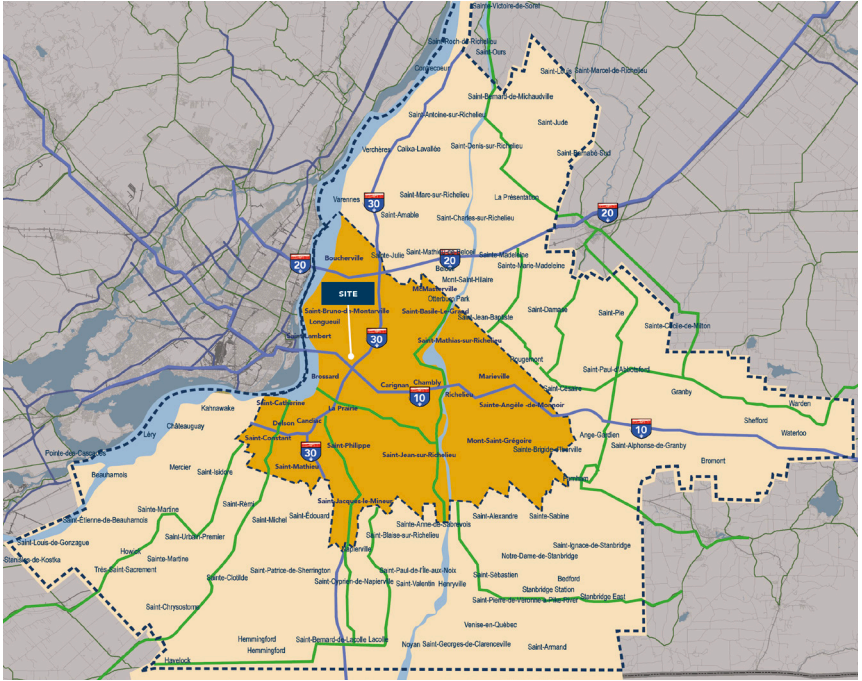 Sainte-Victoire-de-Sorel
Saint-Roch-de-Richelieu
Saint-Ours
Contrecoeur
Saint-Louis
Saint-Marcel-de-Richelieu
Saint-Bernard-de-Michaudville
Saint-Antoine-sur-Richelieu
Saint-Jude
Verchères
Calixa-Lavallée
Saint-Denis-sur-Richelieu
Saint-Bernabé-Sud
Varennes
30
Saint-Marc-sur-Richelieu
La Présentation
Saint-Amable
Saint-Charles-sur-Richelieu
20
Boucherville
Sainte-Julie
Saint-Mathieu-de-Beloeil
Sainte-Madeleine
20
20
Beloeil
Sainte-Marie-Madeleine
Mont-Saint-Hilaire
McMasterville
SITE
Otterburn Park
Saint-Bruno-de-Montarville
Saint-Basile-Le-Grand
Saint-Jean-Baptiste
Saint-Damase
Saint-Pie
Longueuil
Sainte-Cécile-de-Milton
Saint-Lambert
30
Saint-Mathias-sur-Richelieu
Rougemont
Saint-Paul-d'Abbotsford
Brossard
Carignan
Chambly
Marieville
Saint-Césaire
Granby
10
Richelieu
Warden
Kahnawake
Sainte-Catherine
La Prairie
Sainte-Angèle -de-Monnoir
Shefford
Châteauguay
Delson
Candiac
10
Waterloo
Léry
Saint-Constant
Saint-Philippe
Mont-Saint-Grégoire
Ange-Gardien
Saint-Alphonse-de-Granby
Pointe-des-Cascades
30
Saint-Jean-sur-Richelieu
Sainte-Brigide-d'Iberville
Bromont
Beauharnois
Mercier
Saint-Isidore
Saint-Mathieu
Farnham
Sainte-Martine
Saint-Rémi
Saint-Jacques-le-Mineur
Saint-Étienne-de-Beauharnois
Saint-Michel
Saint-Édouard
Sainte-Anne-de-Sabrevois
Saint-Alexandre
Sainte-Sabine
Saint-Louis-de-Gonzague
Saint-Urbain-Premier
Saint-Blaise-sur-Richelieu
Howick
Napierville
Saint-Ignace-de-Stanbridge
Stanislas-de-Kostka
Sainte-Martine
Notre-Dame-de-Stanbridge
Très-Saint-Sacrement
Saint-Patrice-de-Sherrington
Saint-Paul-de-l'Île-aux-Noix
Sainte-Clotilde
Saint-Cyprien-de-Napierville
Saint-Valentin
Henryville
Saint-Sébastien
Bedford
Stanbridge Station
Stanbridge East
Saint-Chrysostome
Saint-Pierre-de-Véronne-à-Pike-River
Venise-en-Québec
Hemmingford
Saint-Bernard-de-Lacolle
Lacolle
Hemmingford
Noyan
Saint-Georges-de-Clarenceville
Saint-Armand
Havelock